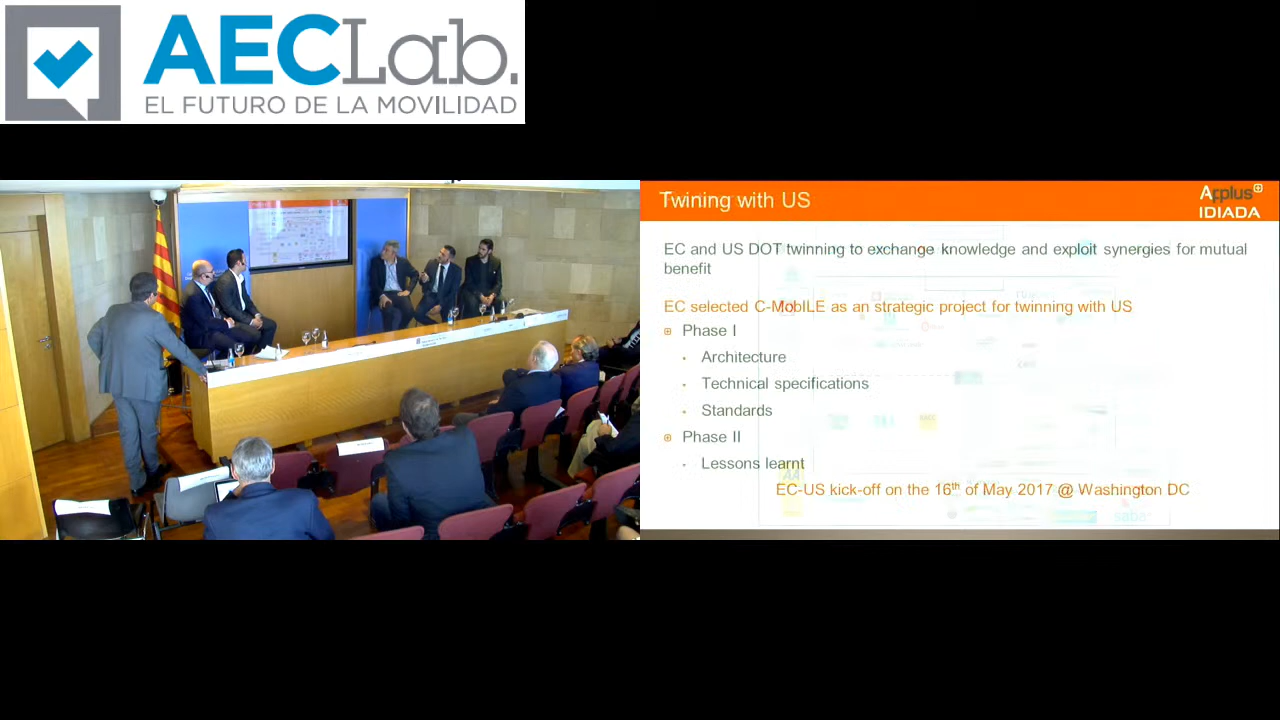 AECLab.
EL FUTURO DE LA MOVILIDAD
Twining with US
Applus
IDIADA
EC and US DOT twinning to exchange knowledge and exploit synergies for mutual
benefit
EC selected C-MobILE as an strategic project for twinning with US
Phase I
Architecture
Technical specifications
Standards
Phase II
Lessons learnt
EC-US kick-off on the 16th of May 2017 @ Washington DC